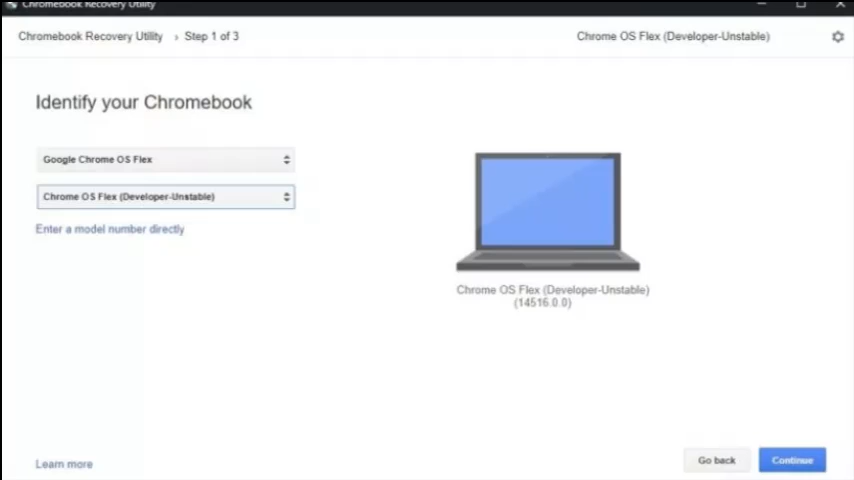 Chromebook Recovery Utility
Chromebook Recovery Utility › Step 1 of 3
Chrome OS Flex (Developer-Unstable)
Identify your Chromebook
Google Chrome OS Flex
Chrome OS Flex (Developer-Unstable)
Enter a model number directly
Chrome OS Flex (Developer-Unstable)
(14516.0.0)
Learn more
Go back
Continue